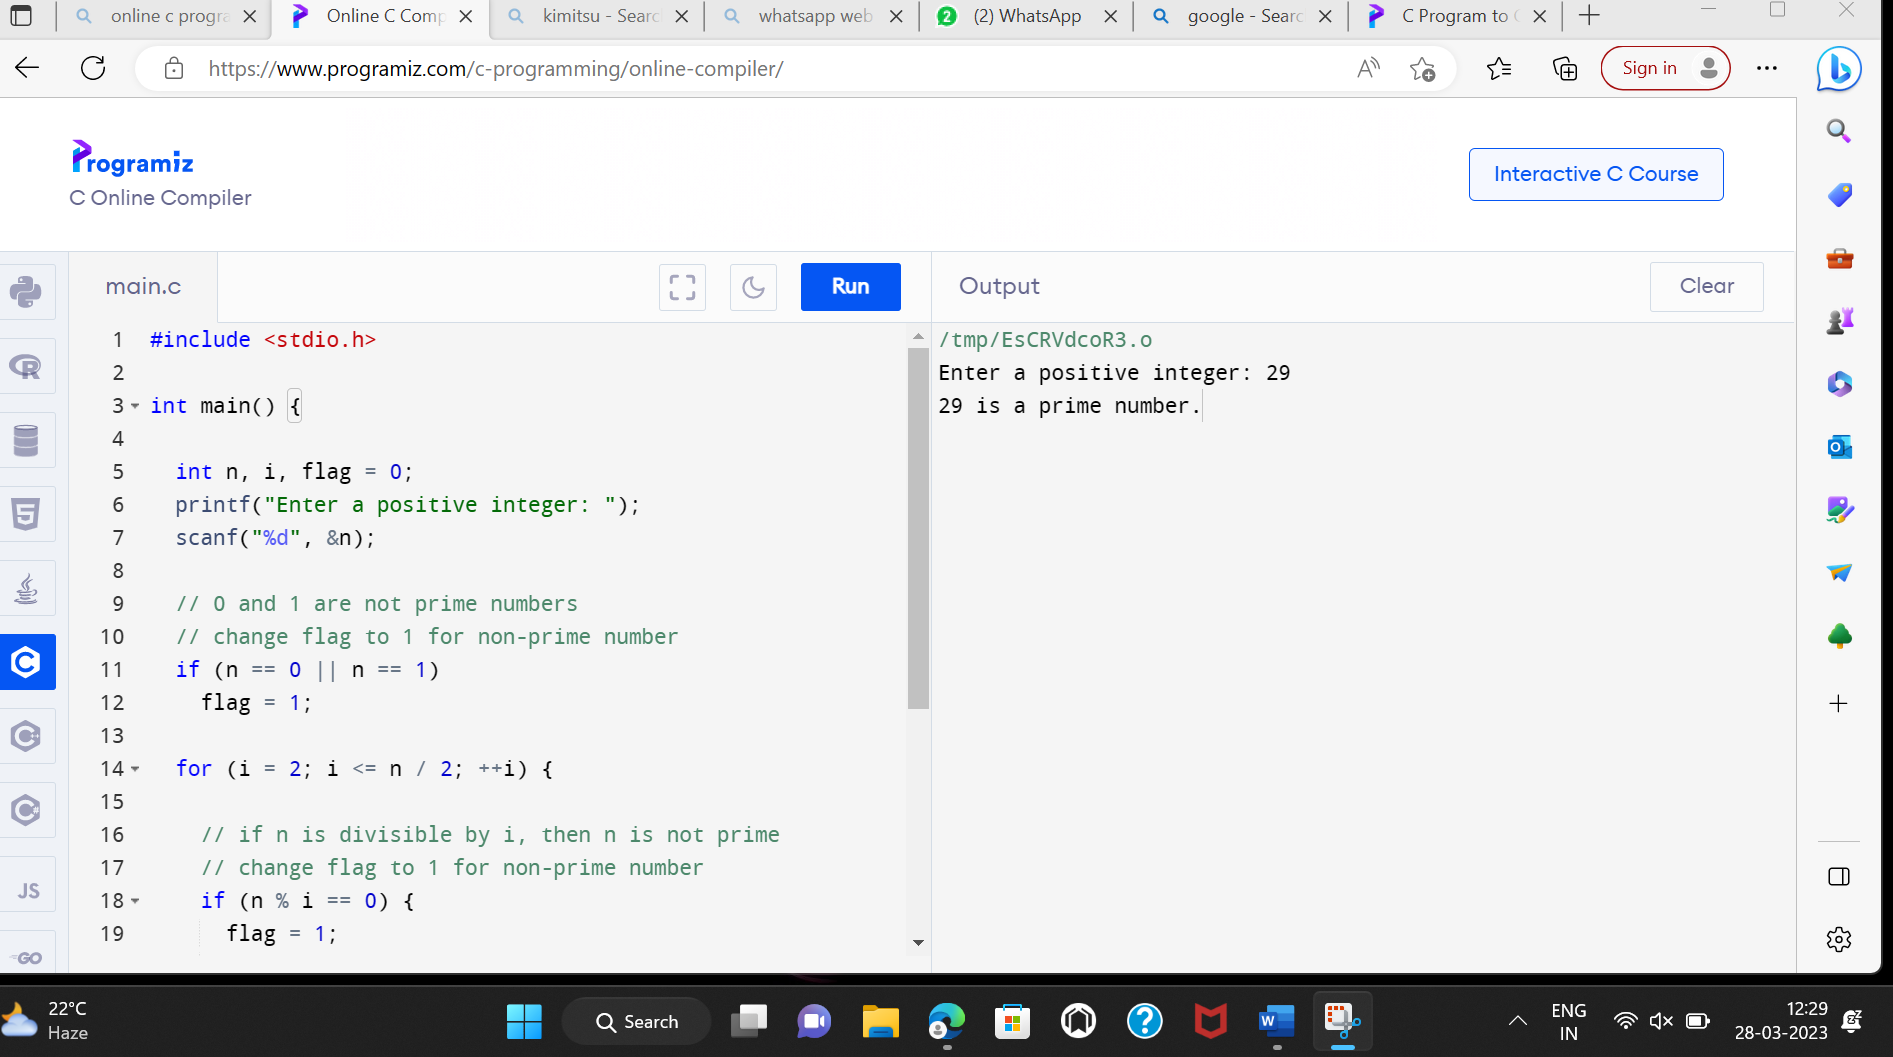 online c progra
Online C Comp
kimitsu - Searc
whatsapp web
2 (2) WhatsApp
google - Searc
C Program to C
https://www.programiz.com/c-programming/online-compiler/
Sign in
Programiz
C Online Compiler
Interactive C Course
main.c
Run
Output
Clear
1 #include <stdio.h>
2
3 int main() {
4
5 int n, i, flag = 0;
6 printf("Enter a positive integer: ");
7 scanf("%d", &n);
8
9 // 0 and 1 are not prime numbers
10 // change flag to 1 for non-prime number
11 if (n == 0 || n == 1)
12 flag = 1;
13
14 for (i = 2; i <= n / 2; ++i) {
15
16 // if n is divisible by i, then n is not prime
17 // change flag to 1 for non-prime number
18 if (n % i == 0) {
19 flag = 1;
/tmp/EsCRVdcoR3.o
Enter a positive integer: 29
29 is a prime number.
JS
GO
22°C
Haze
Search
ENG
IN
12:29
28-03-2023